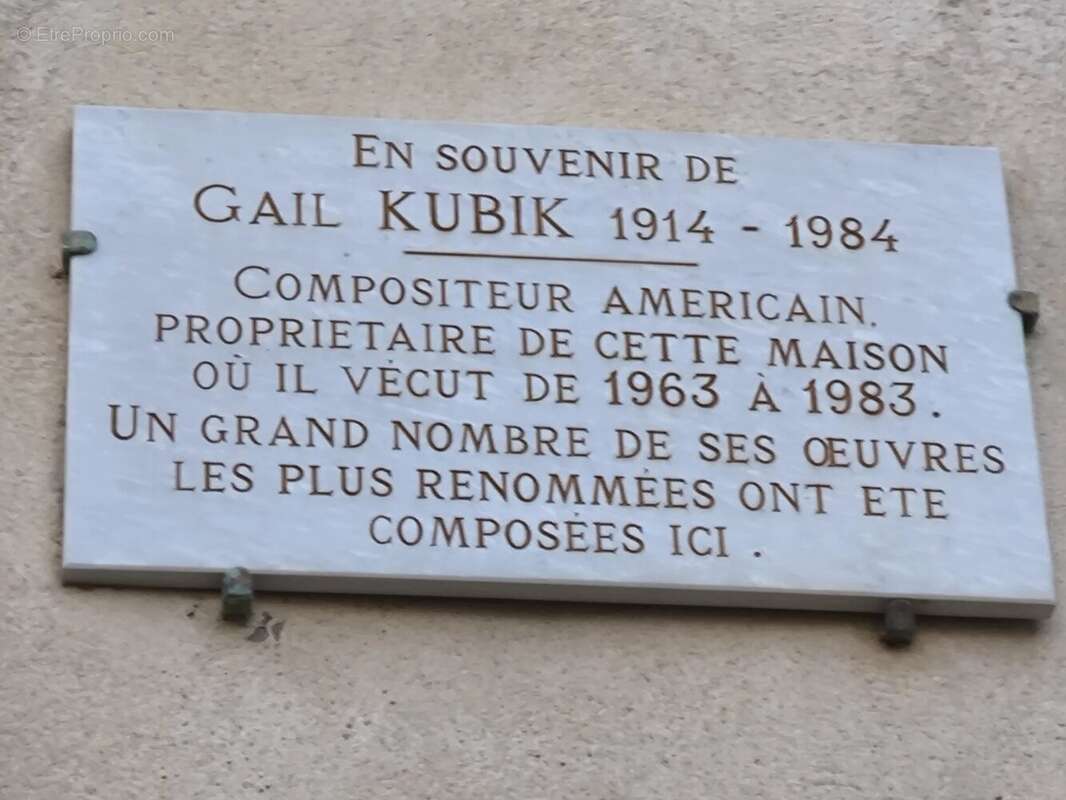 ©EtreProprio.com
EN SOUVENIR DE
GAIL KUBIK 1914 - 1984
COMPOSITEUR AMERICAIN.
PROPRIETAIRE DE CETTE MAISON
OÙ IL VÉCUT DE 1963 À 1983.
UN GRAND NOMBRE DE SES ŒUVRES
LES PLUS RENOMMÉES ONT ETE
COMPOSÉES ICI .